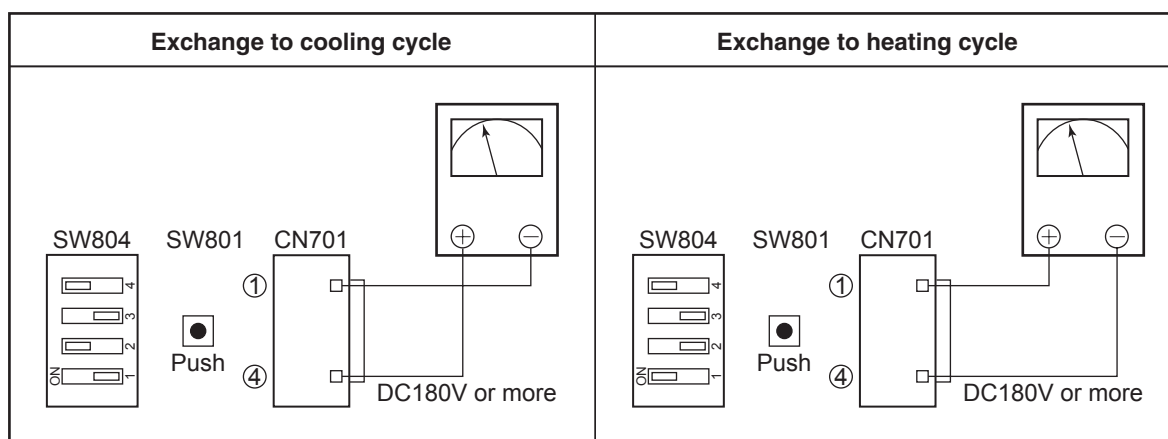 Exchange to cooling cycle
Exchange to heating cycle
SW804 SW801 CN701
+ −
① 
④
4
3
2
1
ON
Push
DC180V or more
SW804 SW801 CN701
+ −
①
④
4
3
2
1
ON
Push
DC180V or more